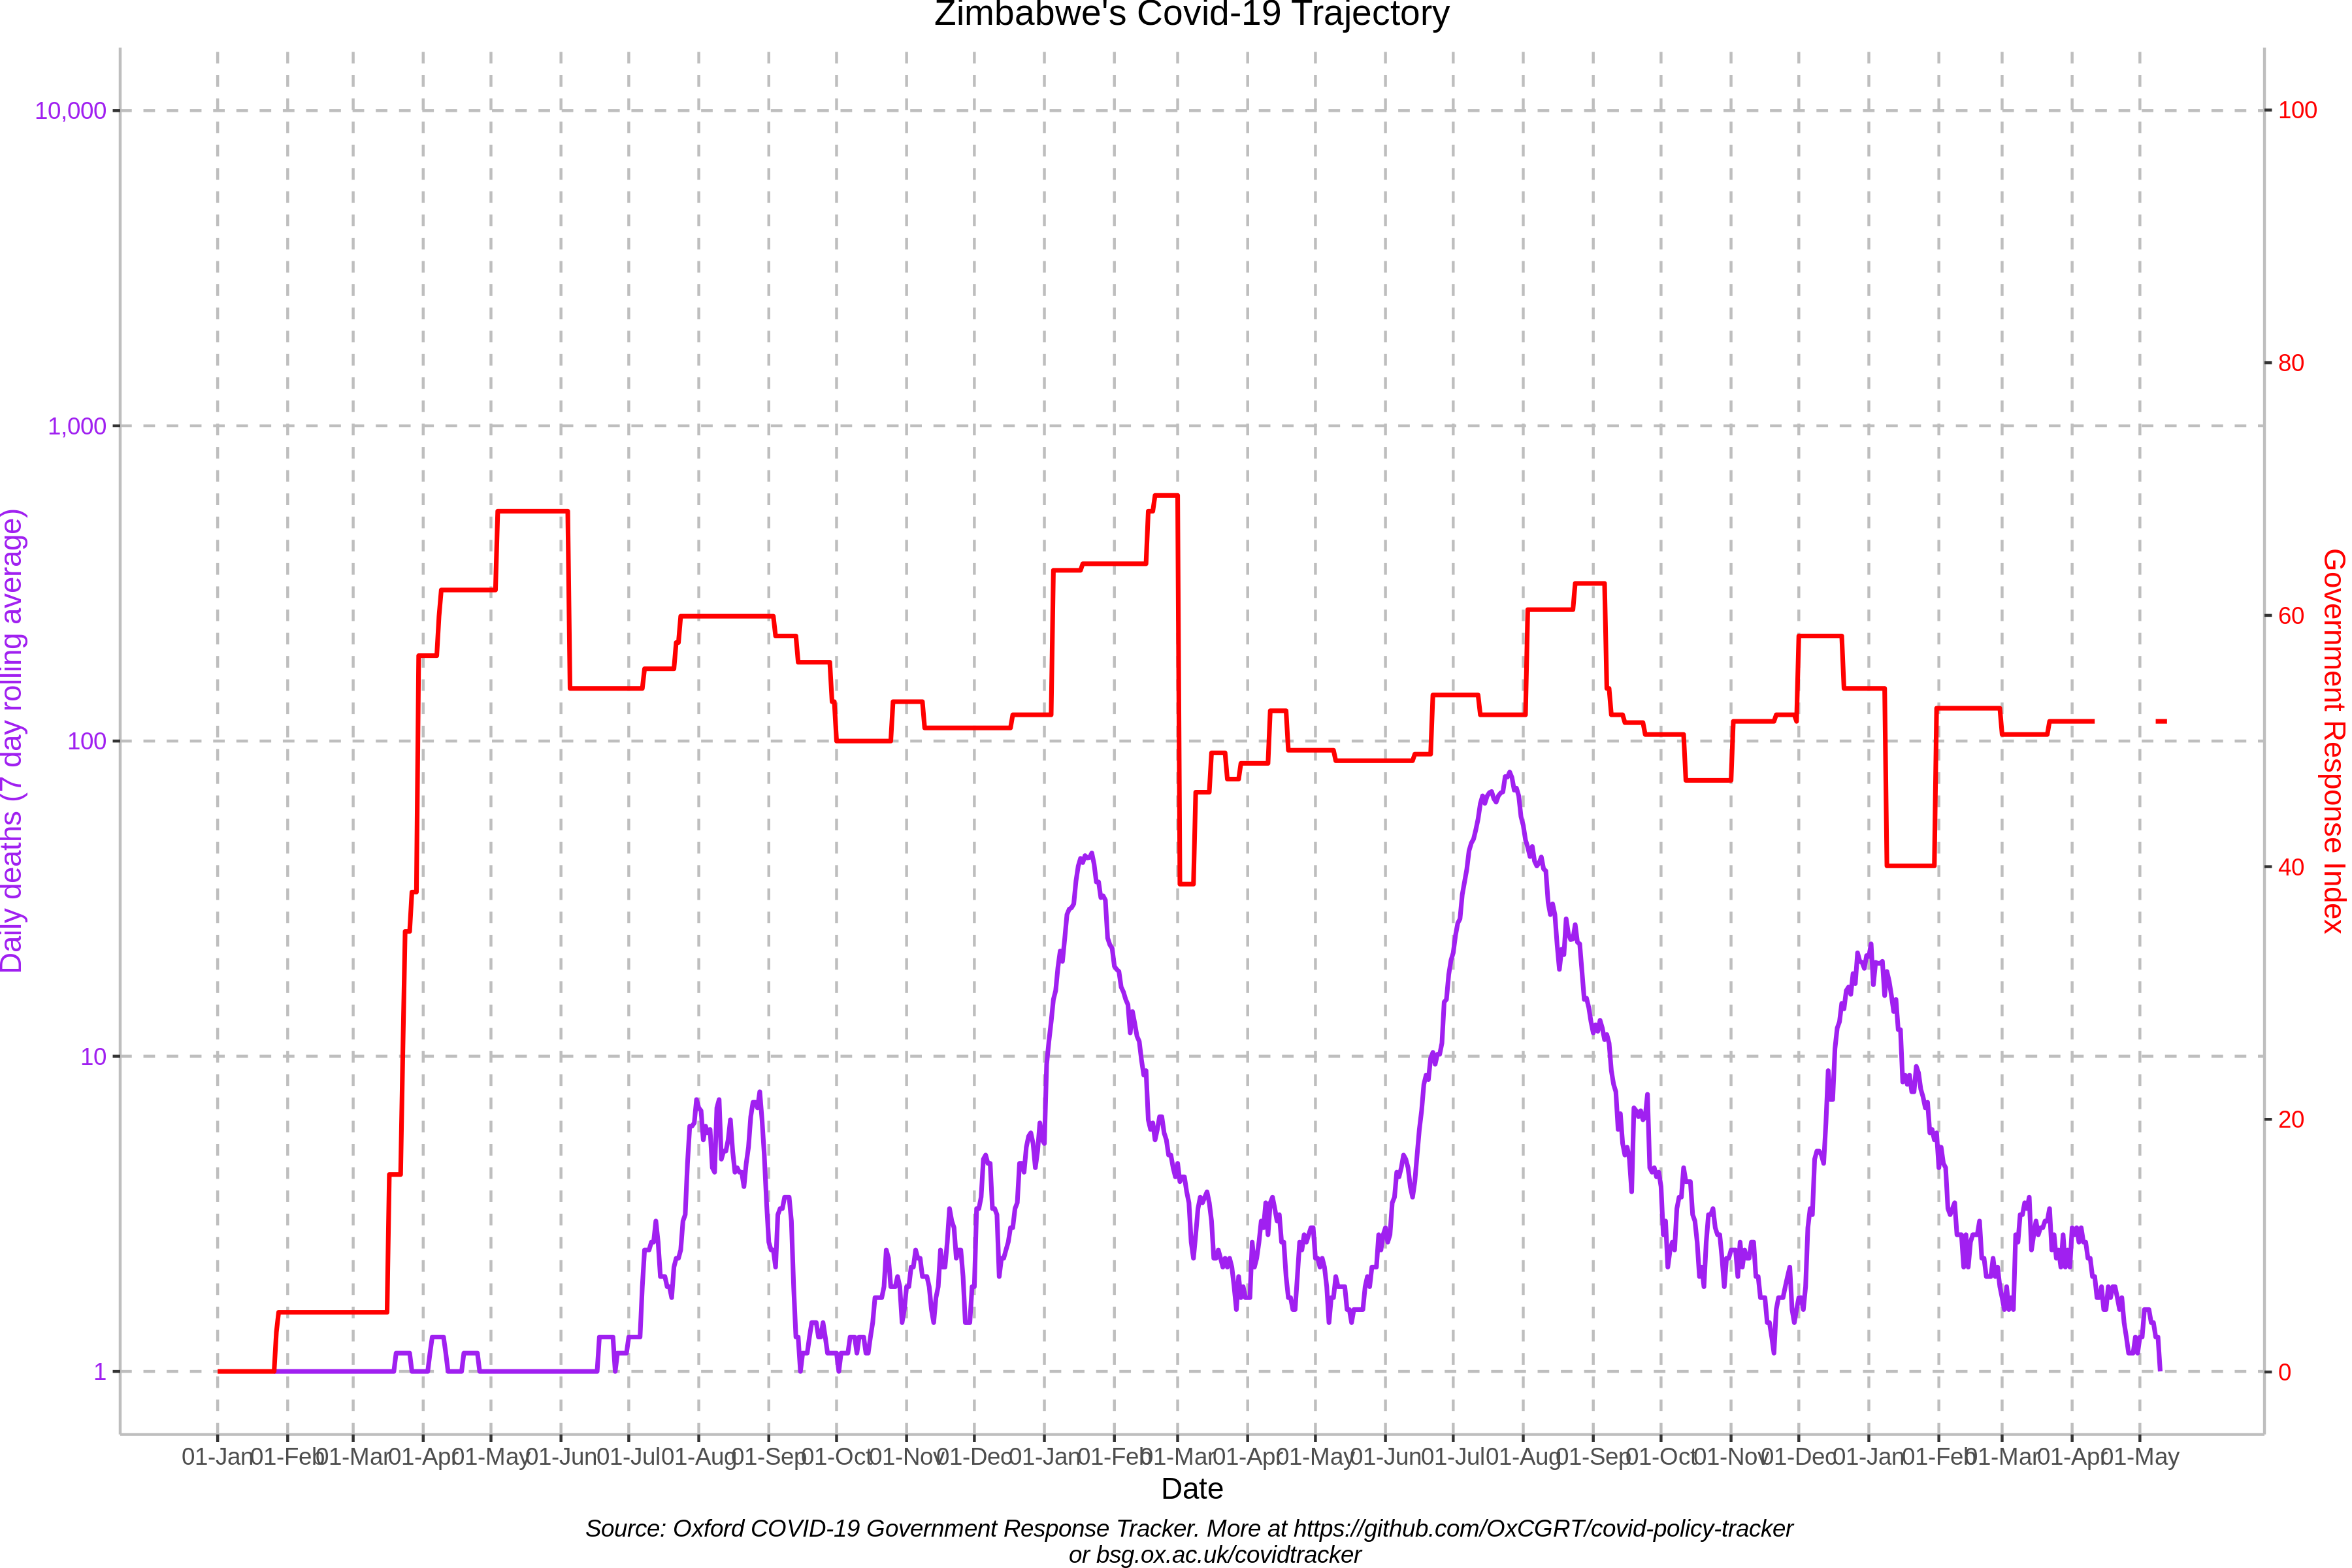 Zimbabwe's Covid-19 Trajectory
10,000
1,000
100
10
1
Daily deaths (7 day rolling average)
100
80
60
40
20
0
Government Response Index
01-Jan 01-Feb 01-Mar 01-Apr 01-May 01-Jun 01-Jul 01-Aug 01-Sep 01-Oct 01-Nov 01-Dec 01-Jan 01-Feb 01-Mar 01-Apr 01-May 01-Jun 01-Jul 01-Aug 01-Sep 01-Oct 01-Nov 01-Dec 01-Jan 01-Feb 01-Mar 01-Apr 01-May
Date
Source: Oxford COVID-19 Government Response Tracker. More at https://github.com/OxCGRT/covid-policy-tracker
or bsg.ox.ac.uk/covidtracker